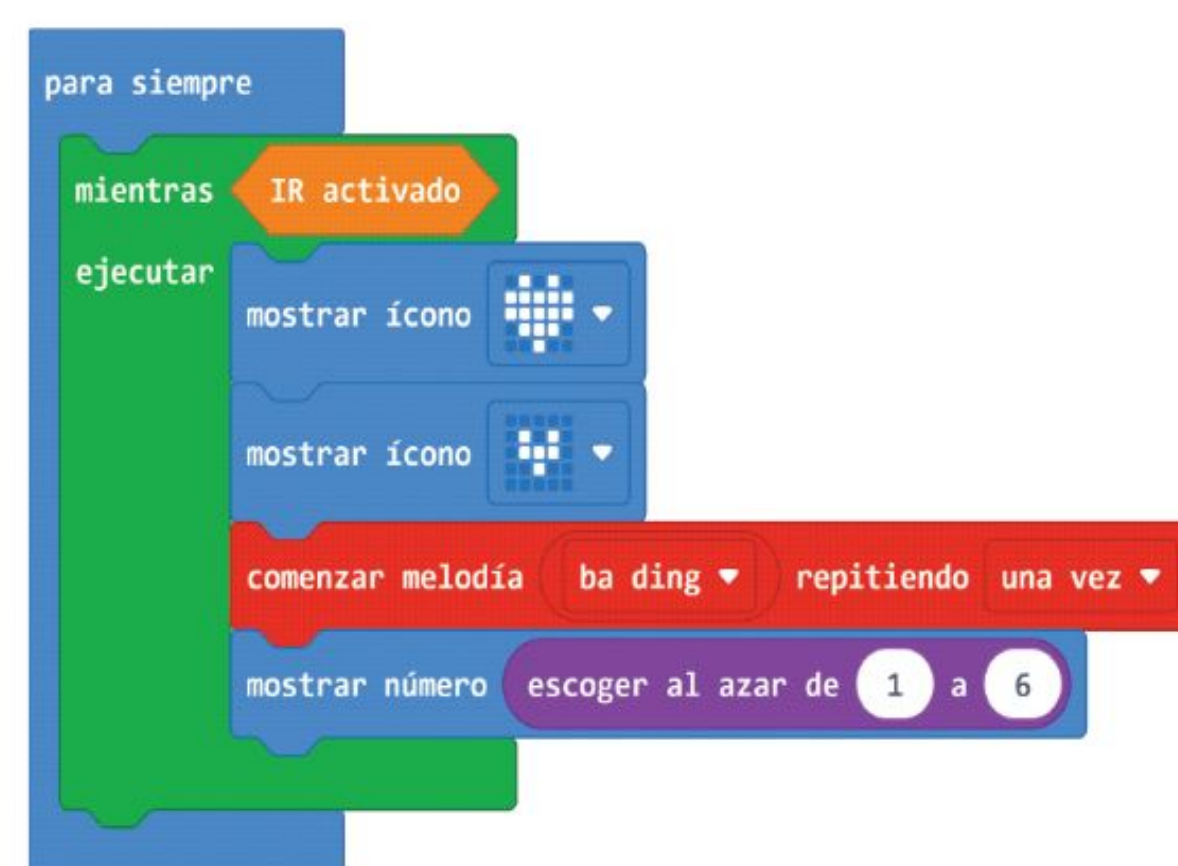 para siempre
mientras IR activado
ejecutar
mostrar ícono
mostrar ícono
comenzar melodía ba ding repitiendo una vez
mostrar número escoger al azar de 1 a 6